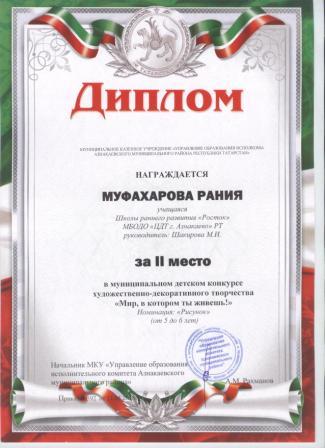 Диплом
МУНИЦИПАЛЬНОЕ КАЗЕННОЕ УЧРЕЖДЕНИЕ «УПРАВЛЕНИЕ ОБРАЗОВАНИЯ ИСПОЛКОМА
АЗНАКАЕВСКОГО МУНИЦИПАЛЬНОГО РАЙОНА РЕСПУБЛИКИ ТАТАРСТАН»
НАГРАЖДАЕТСЯ
МУФАХАРОВА РАНИЯ
учащаяся
Школы раннего развития «Росток»
МБОДО «ЦДТ г. Азнакаево» РТ
руководитель: Шакирова М.И.
за II место
в муниципальном детском конкурсе
художественно-декоративного творчества
«Мир, в котором ты живешь!»
Номинация: «Рисунок»
(от 5 до 6 лет)
Начальник МКУ «Управление образования
исполнительного комитета Азнакаевского
муниципального района» А.М. Рахманов